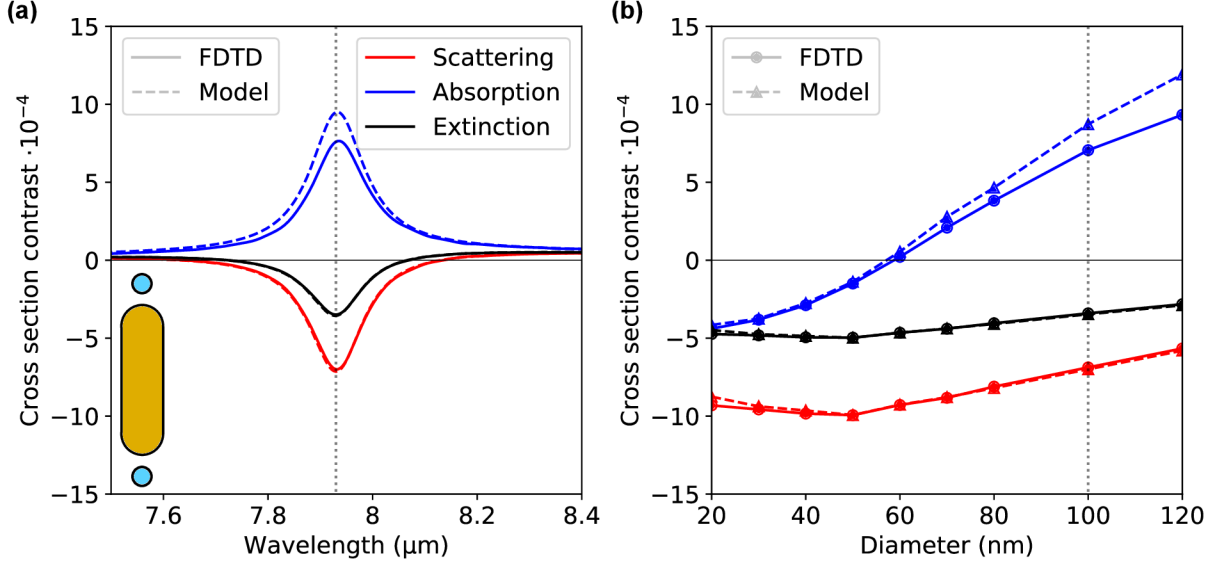 (a)
Cross section contrast ·10⁻⁴
15
10
5
0
−5
−10
−15
FDTD
Model
Scattering
Absorption
Extinction
7.6
7.8
8
8.2
8.4
Wavelength (μm)
(b)
Cross section contrast ·10⁻⁴
15
10
5
0
−5
−10
−15
FDTD
Model
20
40
60
80
100
120
Diameter (nm)